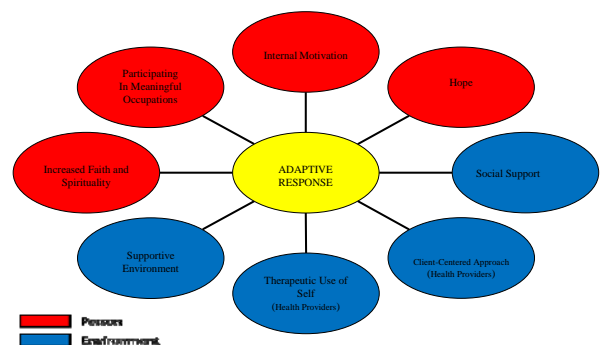 Internal Motivation
Participating
In Meaningful
Occupations
Hope
Increased Faith and
Spirituality
ADAPTIVE
RESPONSE
Social Support
Supportive
Environment
Therapeutic Use of
Self
(Health Providers)
Client-Centered Approach
(Health Providers)
Person
Environment